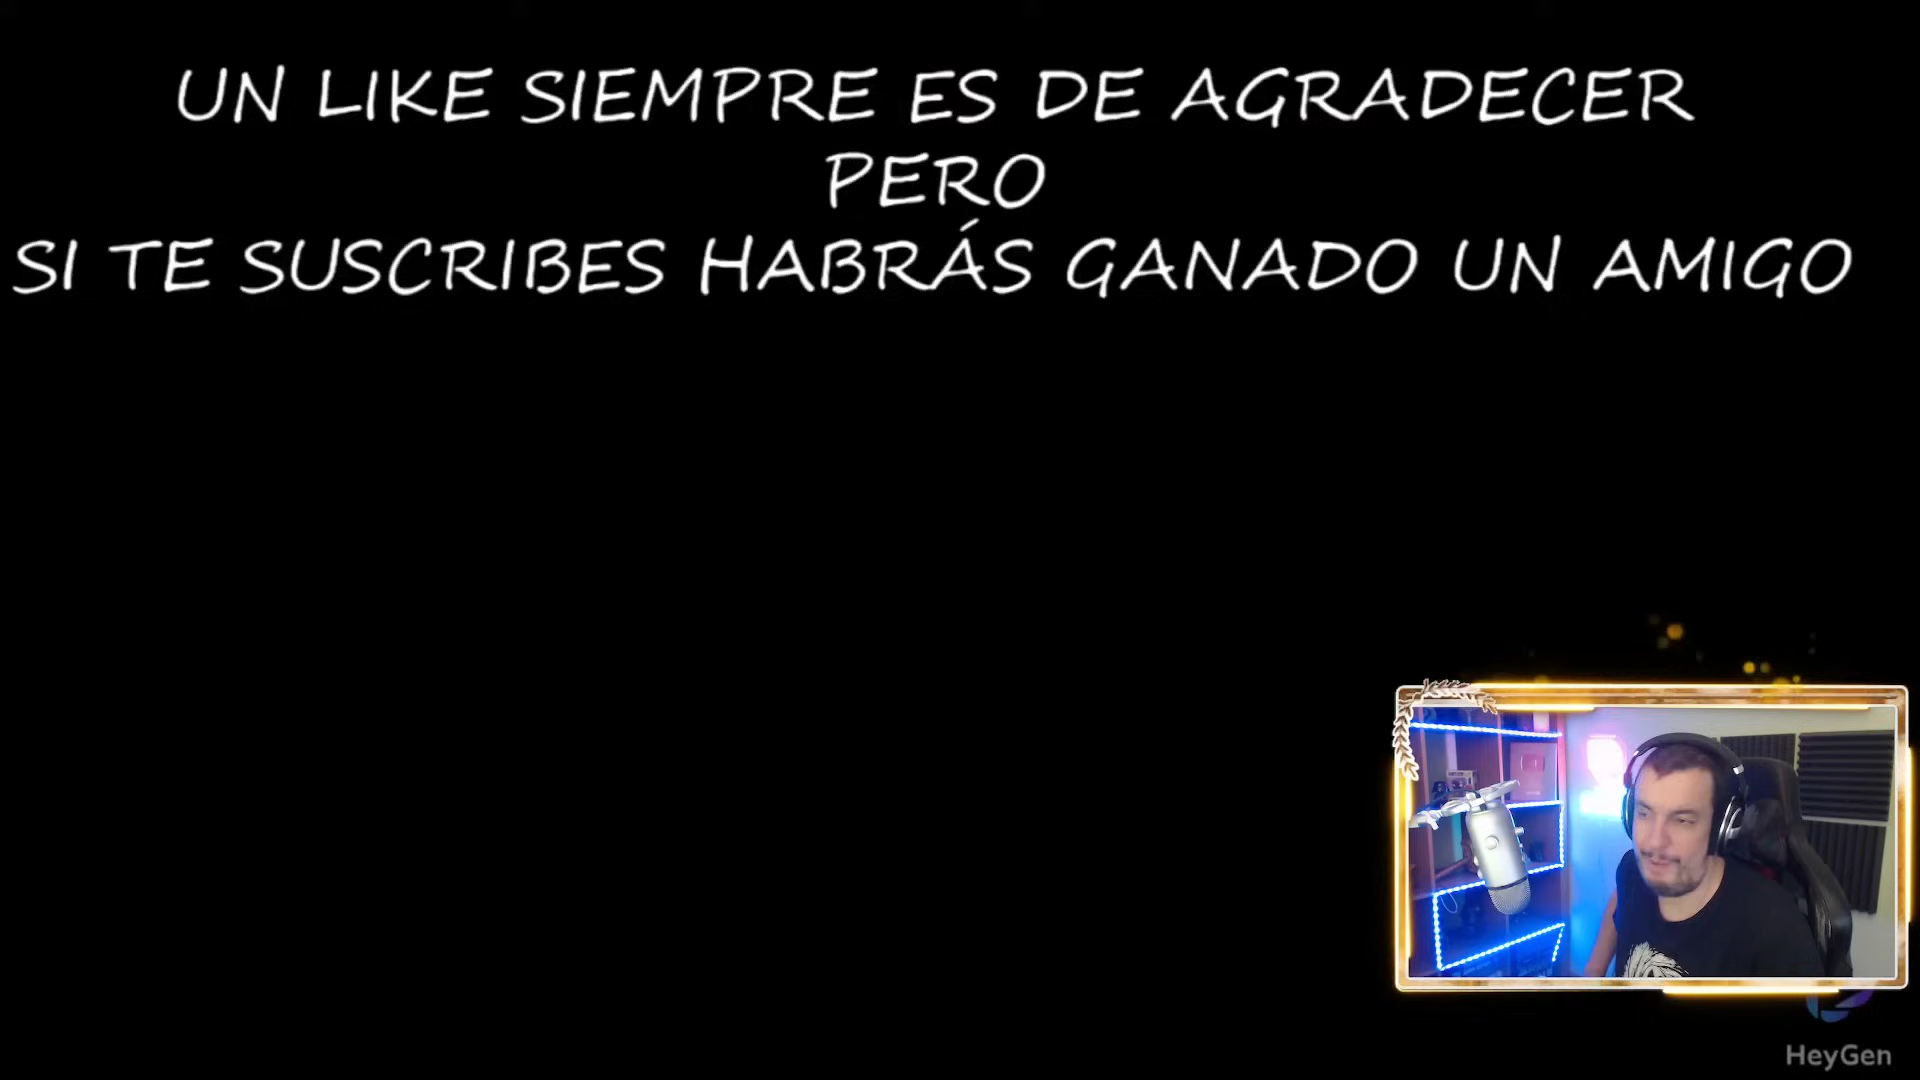 UN LIKE SIEMPRE ES DE AGRADECER
PERO
SI TE SUSCRIBES HABRÁS GANADO UN AMIGO
HeyGen